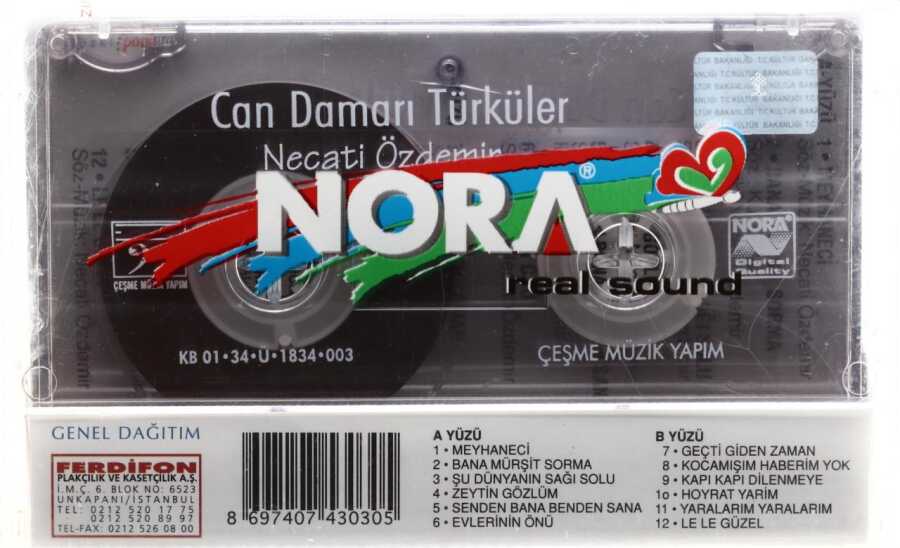 Can Damarı Türküler
Necati Özdemir
NORA®
real sound
ÇEŞME MÜZİK YAPIM
NORA®
Digital
Quality
KB 01·34·Ü·1834·003
ÇEŞME MÜZİK YAPIM
GENEL DAĞITIM
FERDİFON
PLAKÇILIK VE KASETÇİLİK A.Ş.
İ.M.Ç. 6. BLOK NO: 6523
UNKAPANI/İSTANBUL
TEL: 0212 520 17 75
0212 520 89 97
TEL-FAX: 0212 526 08 00
8 697407 430305
A YÜZÜ
1 • MEYHANECİ
2 • BANA MÜRŞİT SORMA
3 • ŞU DÜNYANIN SAĞI SOLU
4 • ZEYTİN GÖZLÜM
5 • SENDEN BANA BENDEN SANA
6 • EVLERİNİN ÖNÜ
B YÜZÜ
7 • GEÇTİ GİDEN ZAMAN
8 • KOCAMIŞIM HABERİM YOK
9 • KAPI KAPI DİLENMEYE
1o • HOYRAT YARİM
11 • YARALARIM YARALARIM
12 • LE LE GÜZEL